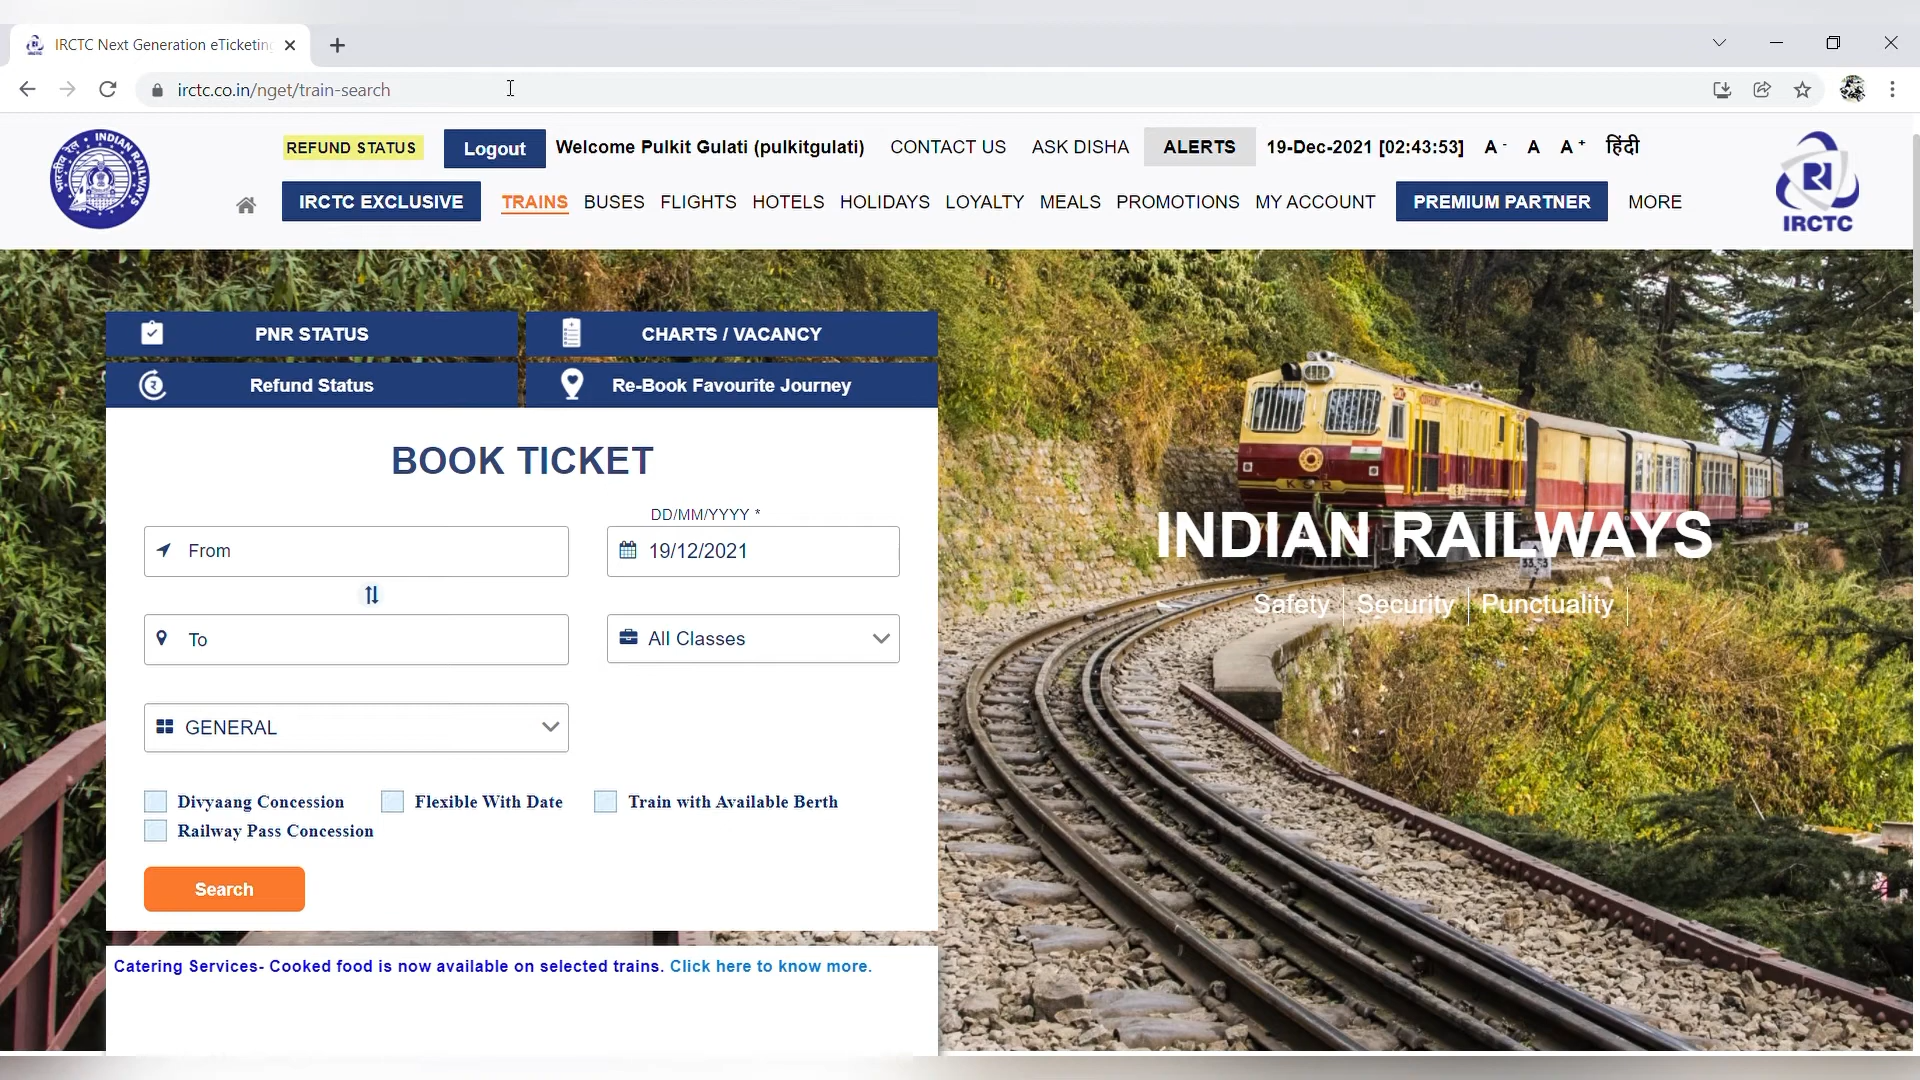 IRCTC Next Generation eTicketing
irctc.co.in/nget/train-search
REFUND STATUS Logout Welcome Pulkit Gulati (pulkitgulati) CONTACT US ASK DISHA ALERTS 19-Dec-2021 [02:43:53] A- A A+ हिंदी
IRCTC EXCLUSIVE TRAINS BUSES FLIGHTS HOTELS HOLIDAYS LOYALTY MEALS PROMOTIONS MY ACCOUNT PREMIUM PARTNER MORE
INDIAN RAILWAYS
भारतीय रेल
IRCTC
PNR STATUS CHARTS / VACANCY
Refund Status Re-Book Favourite Journey
BOOK TICKET
DD/MM/YYYY *
From 19/12/2021
To All Classes
GENERAL
Divyaang Concession Flexible With Date Train with Available Berth
Railway Pass Concession
Search
Catering Services- Cooked food is now available on selected trains. Click here to know more.
INDIAN RAILWAYS
Safety Security Punctuality